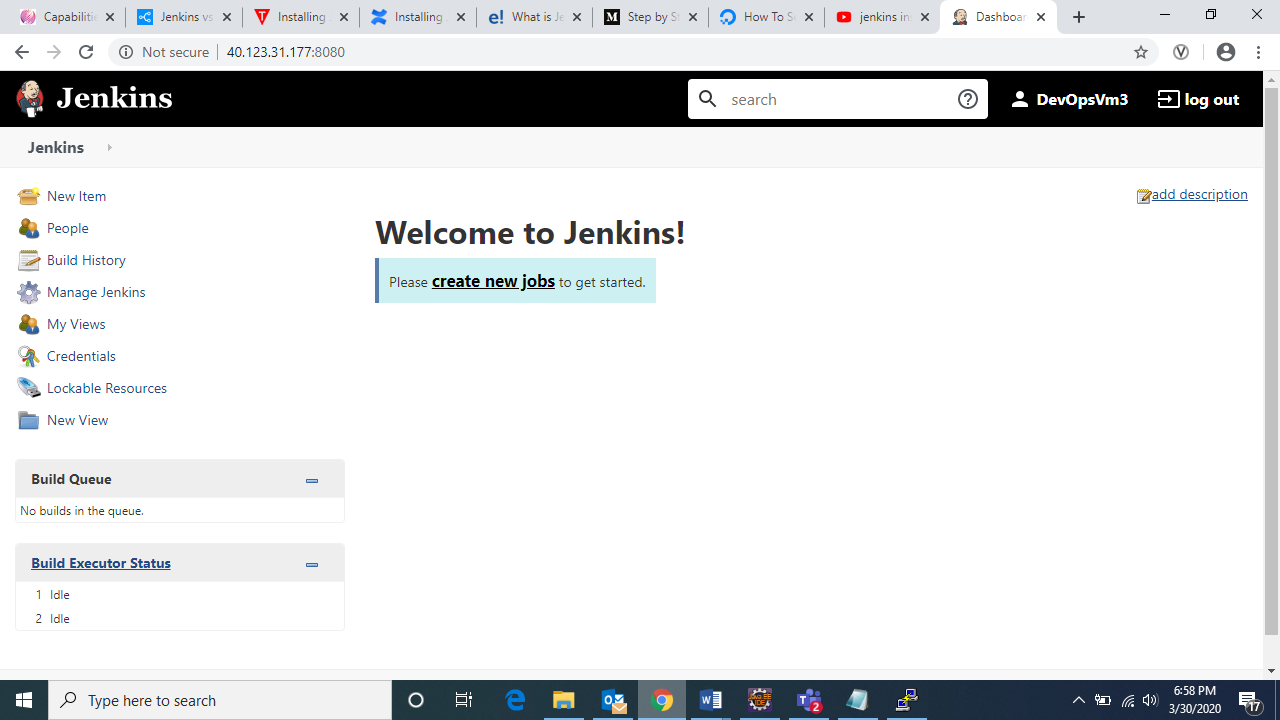 Capabiliti
Jenkins vs
Installing
Installing
What is Je
Step by St
How To Se
jenkins in
Dashboar
Not secure
40.123.31.177:8080
Jenkins
search
DevOpsVm3
log out
Jenkins
New Item
People
Build History
Manage Jenkins
My Views
Credentials
Lockable Resources
New View
add description
Welcome to Jenkins!
Please create new jobs to get started.
Build Queue
No builds in the queue.
Build Executor Status
1 Idle
2 Idle
Type here to search
6:58 PM
3/30/2020
2
17